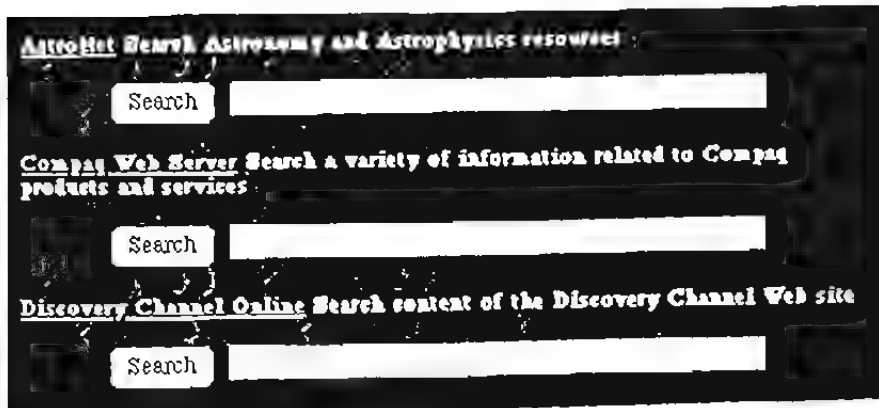 AstroNet Search Astronomy and Astrophysics resources
Search
Compaq Web Server Search a variety of information related to Compaq
products and services
Search
Discovery Channel Online Search content of the Discovery Channel Web site
Search